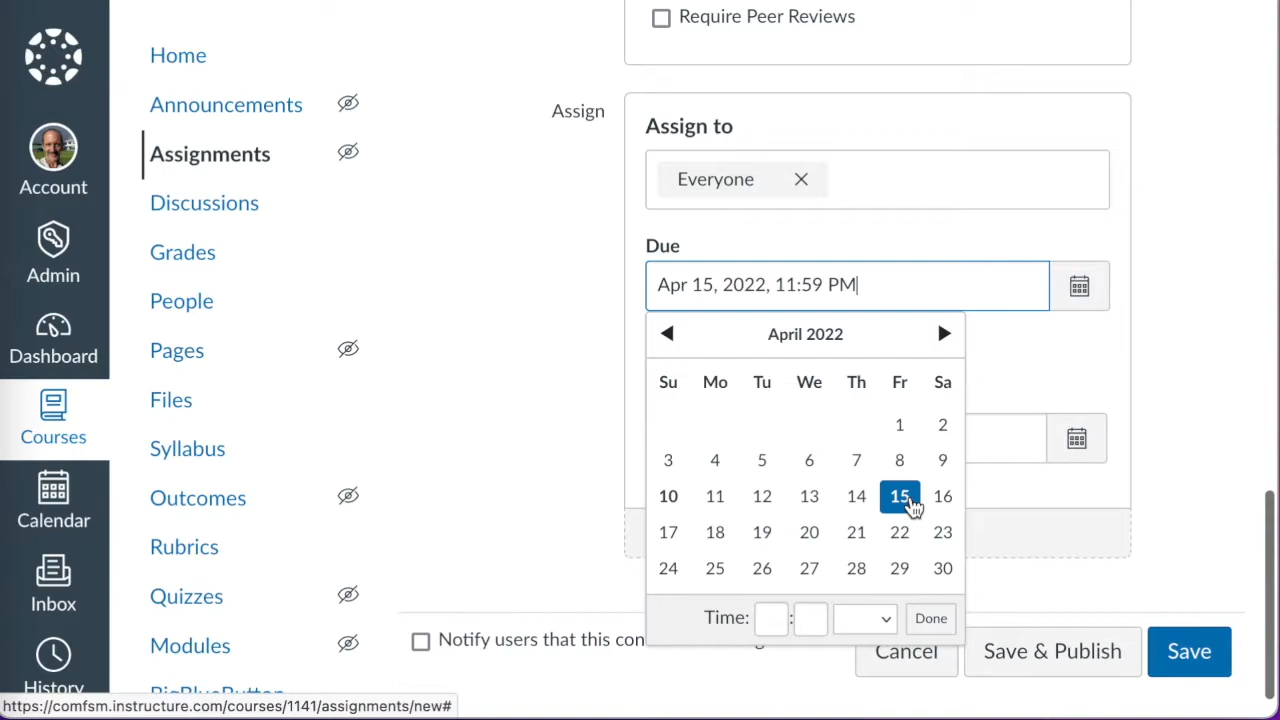 Account
Admin
Dashboard
Courses
Calendar
Inbox
History
Home
Announcements
Assignments
Discussions
Grades
People
Pages
Files
Syllabus
Outcomes
Rubrics
Quizzes
Modules
BigBlueButton
Require Peer Reviews
Assign
Assign to
Everyone
Due
Apr 15, 2022, 11:59 PM
April 2022
Su Mo Tu We Th Fr Sa
1 2
3 4 5 6 7 8 9
10 11 12 13 14 15 16
17 18 19 20 21 22 23
24 25 26 27 28 29 30
Time: :
Done
Notify users that this con
Cancel
Save & Publish
Save
https://comfsm.instructure.com/courses/1141/assignments/new#